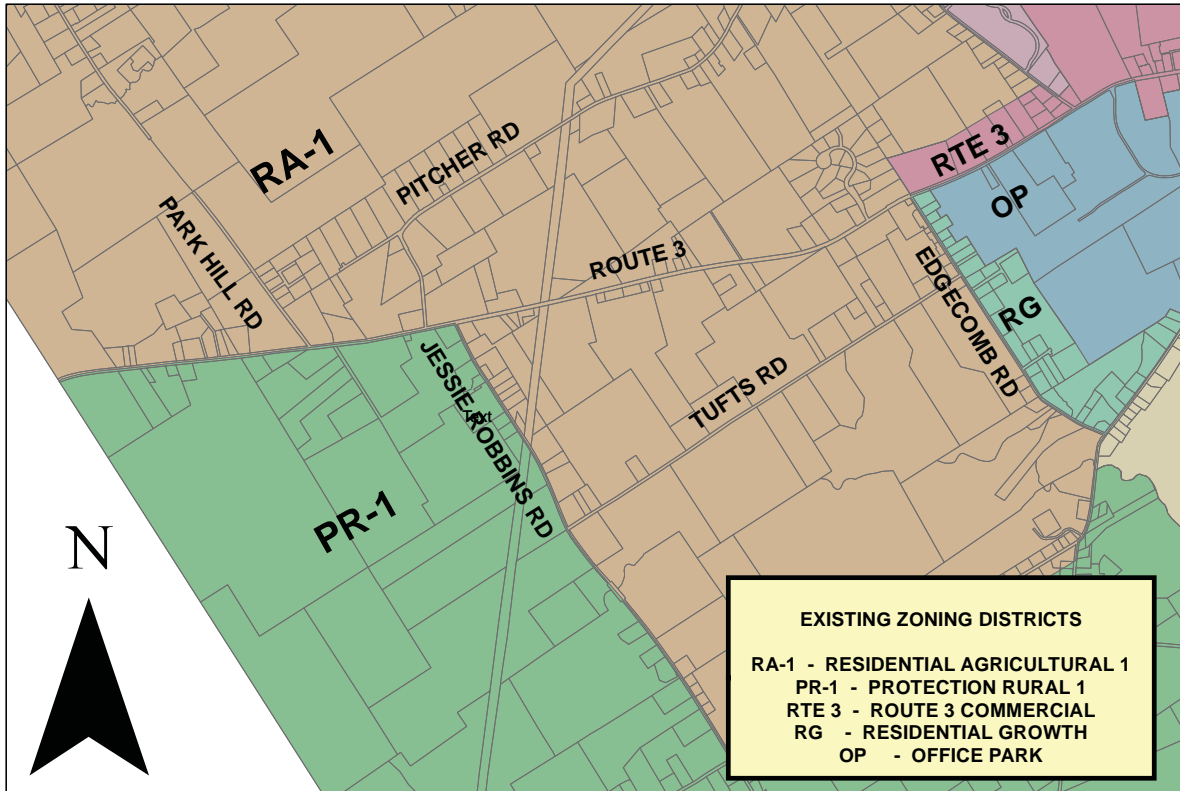 RA-1
PITCHER RD
RTE 3
OP
PARK HILL RD
ROUTE 3
EDGECOMB RD
RG
JESSIE ROBBINS RD
Text
TUFTS RD
PR-1
N
EXISTING ZONING DISTRICTS
RA-1 - RESIDENTIAL AGRICULTURAL 1
PR-1 - PROTECTION RURAL 1
RTE 3 - ROUTE 3 COMMERCIAL
RG - RESIDENTIAL GROWTH
OP - OFFICE PARK